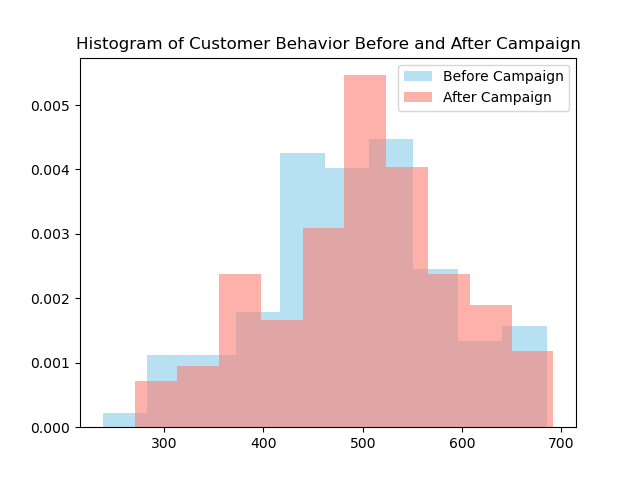 Histogram of Customer Behavior Before and After Campaign
Before Campaign
After Campaign
0.005
0.004
0.003
0.002
0.001
0.000
300 400 500 600 700